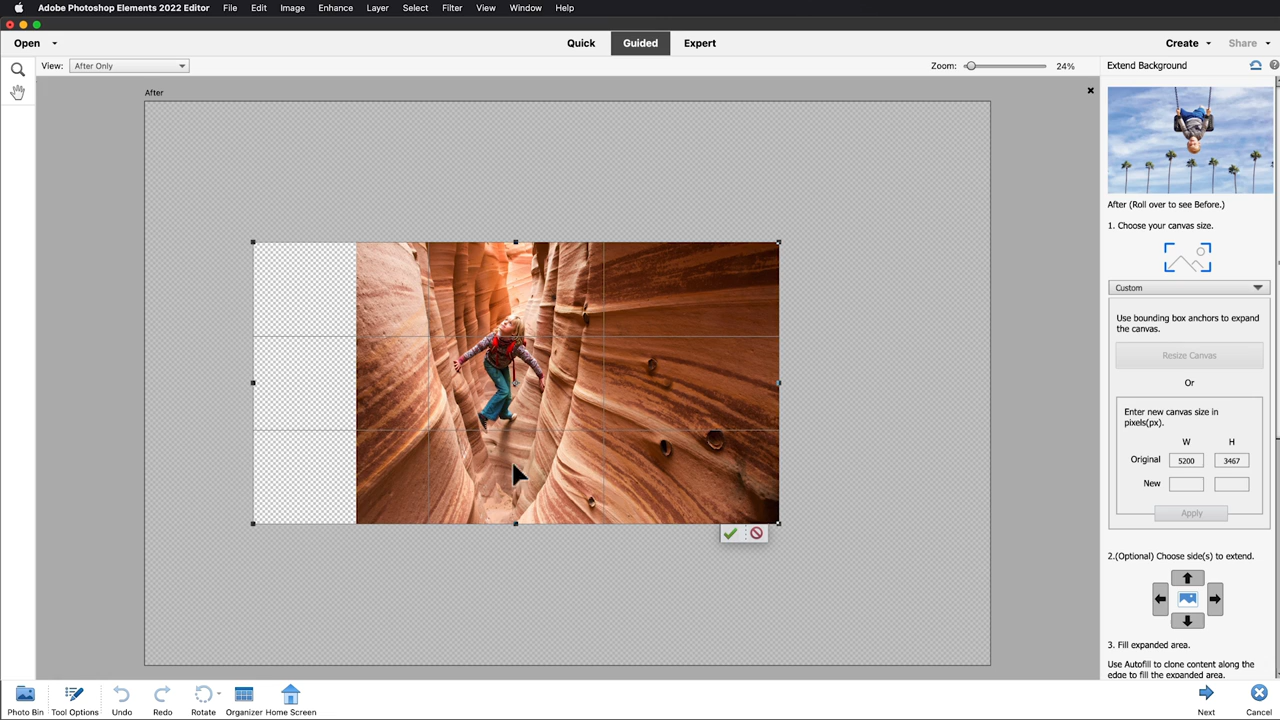 Adobe Photoshop Elements 2022 Editor File Edit Image Enhance Layer Select Filter View Window Help
Open Quick Guided Expert Create Share
View: After Only Zoom: 24% Extend Background
After
After (Roll over to see Before.)
1. Choose your canvas size.
Custom
Use bounding box anchors to expand
the canvas.
Resize Canvas
Or
Enter new canvas size in
pixels(px).
W H
Original 5200 3467
New
Apply
2.(Optional) Choose side(s) to extend.
3. Fill expanded area.
Use Autofill to clone content along the
edge to fill the expanded area.
Photo Bin Tool Options Undo Redo Rotate Organizer Home Screen Next Cancel